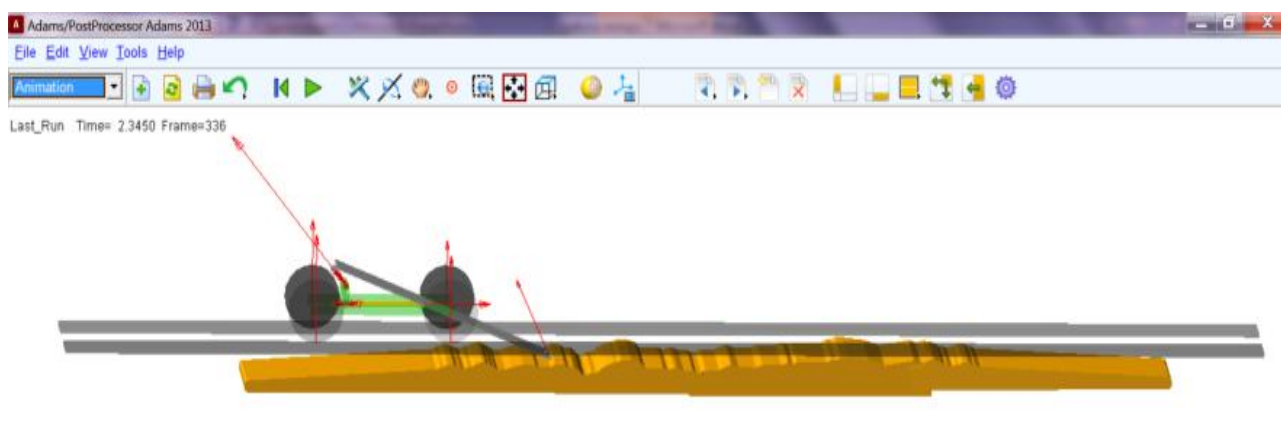 Adams/PostProcessor Adams 2013
File Edit View Tools Help
Animation
Last_Run Time= 2.3450 Frame=336